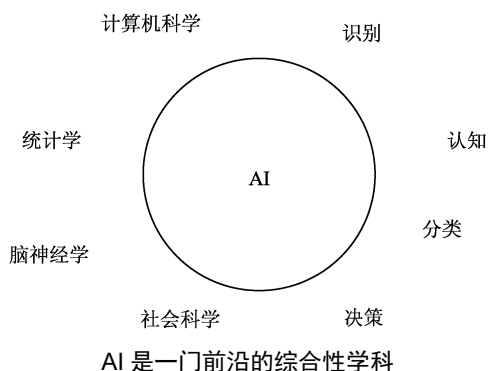 计算机科学
识别
统计学
认知
AI
分类
脑神经学
社会科学
决策
AI 是一门前沿的综合性学科